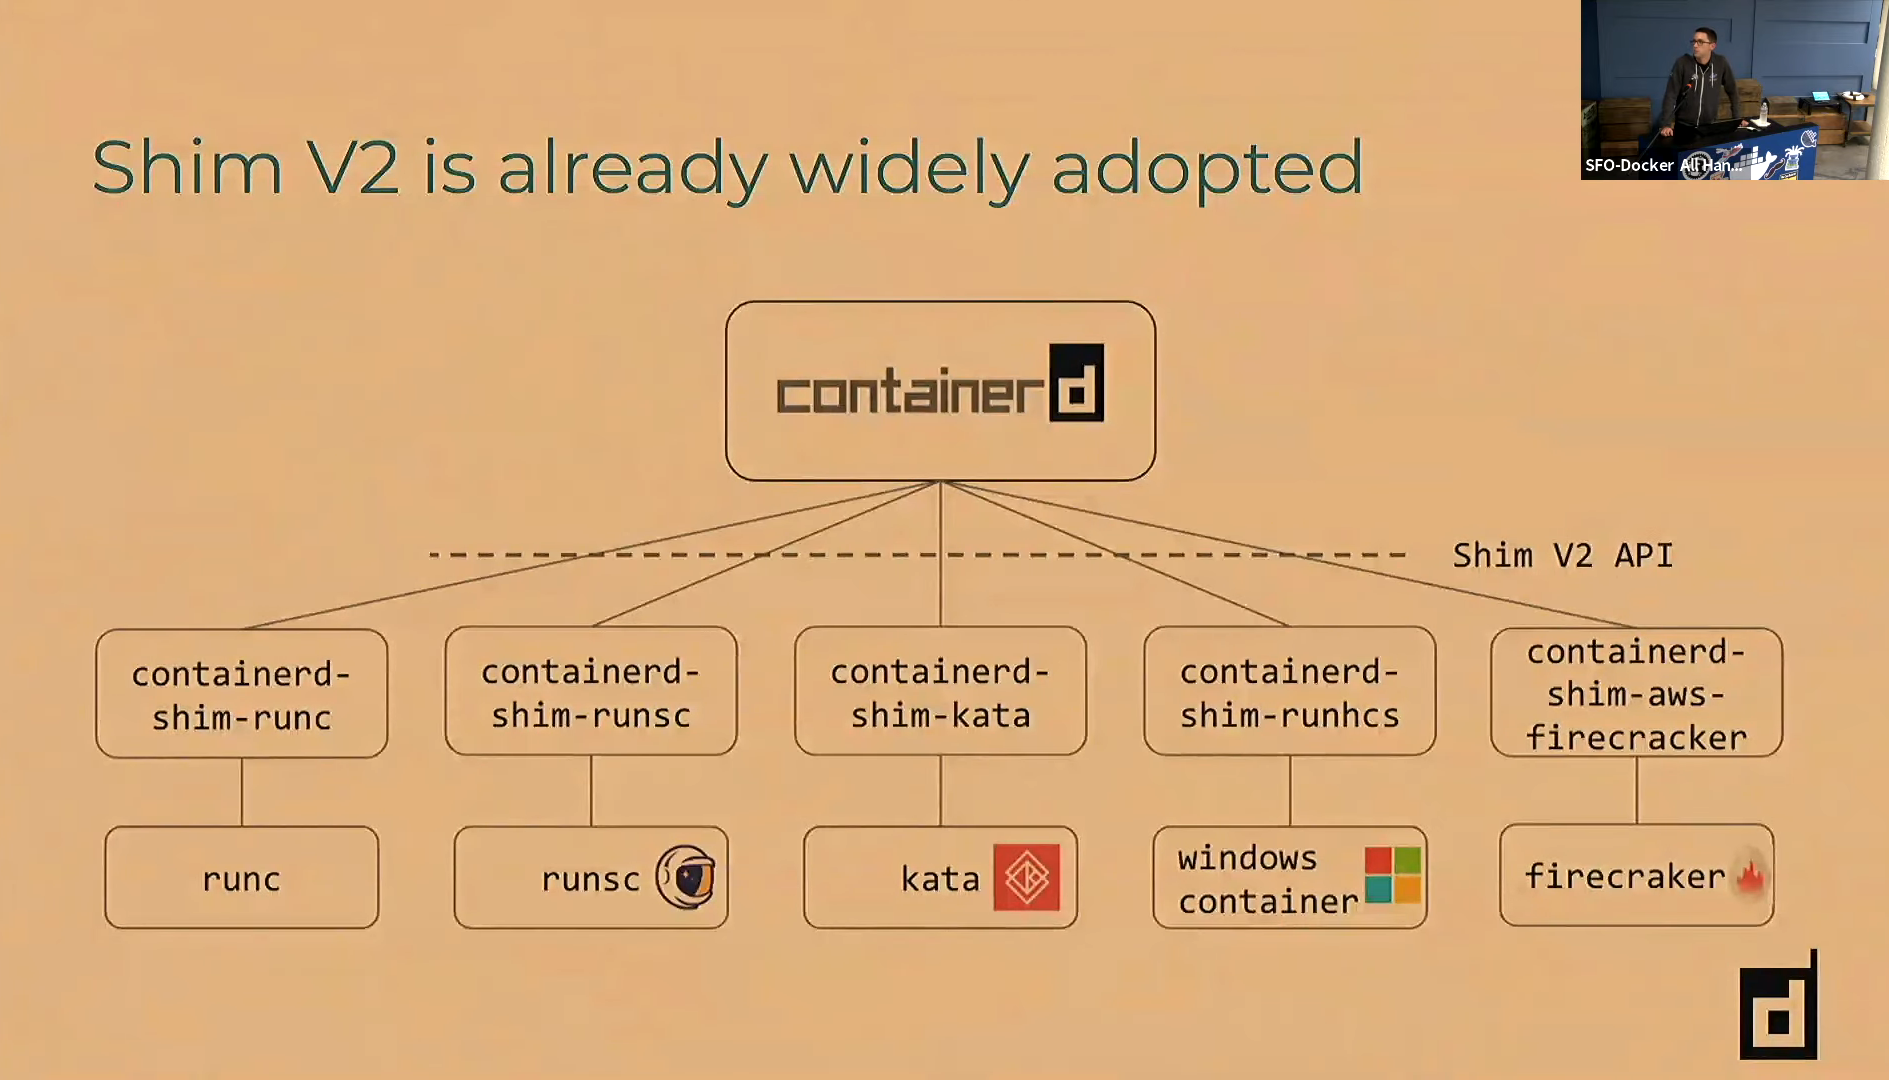 SFO-Docker All Han...
Shim V2 is already widely adopted
containerd
Shim V2 API
containerd-
shim-runc
containerd-
shim-runsc
containerd-
shim-kata
containerd-
shim-runhcs
containerd-
shim-aws-
firecracker
runc
runsc
kata
windows
container
firecraker
d